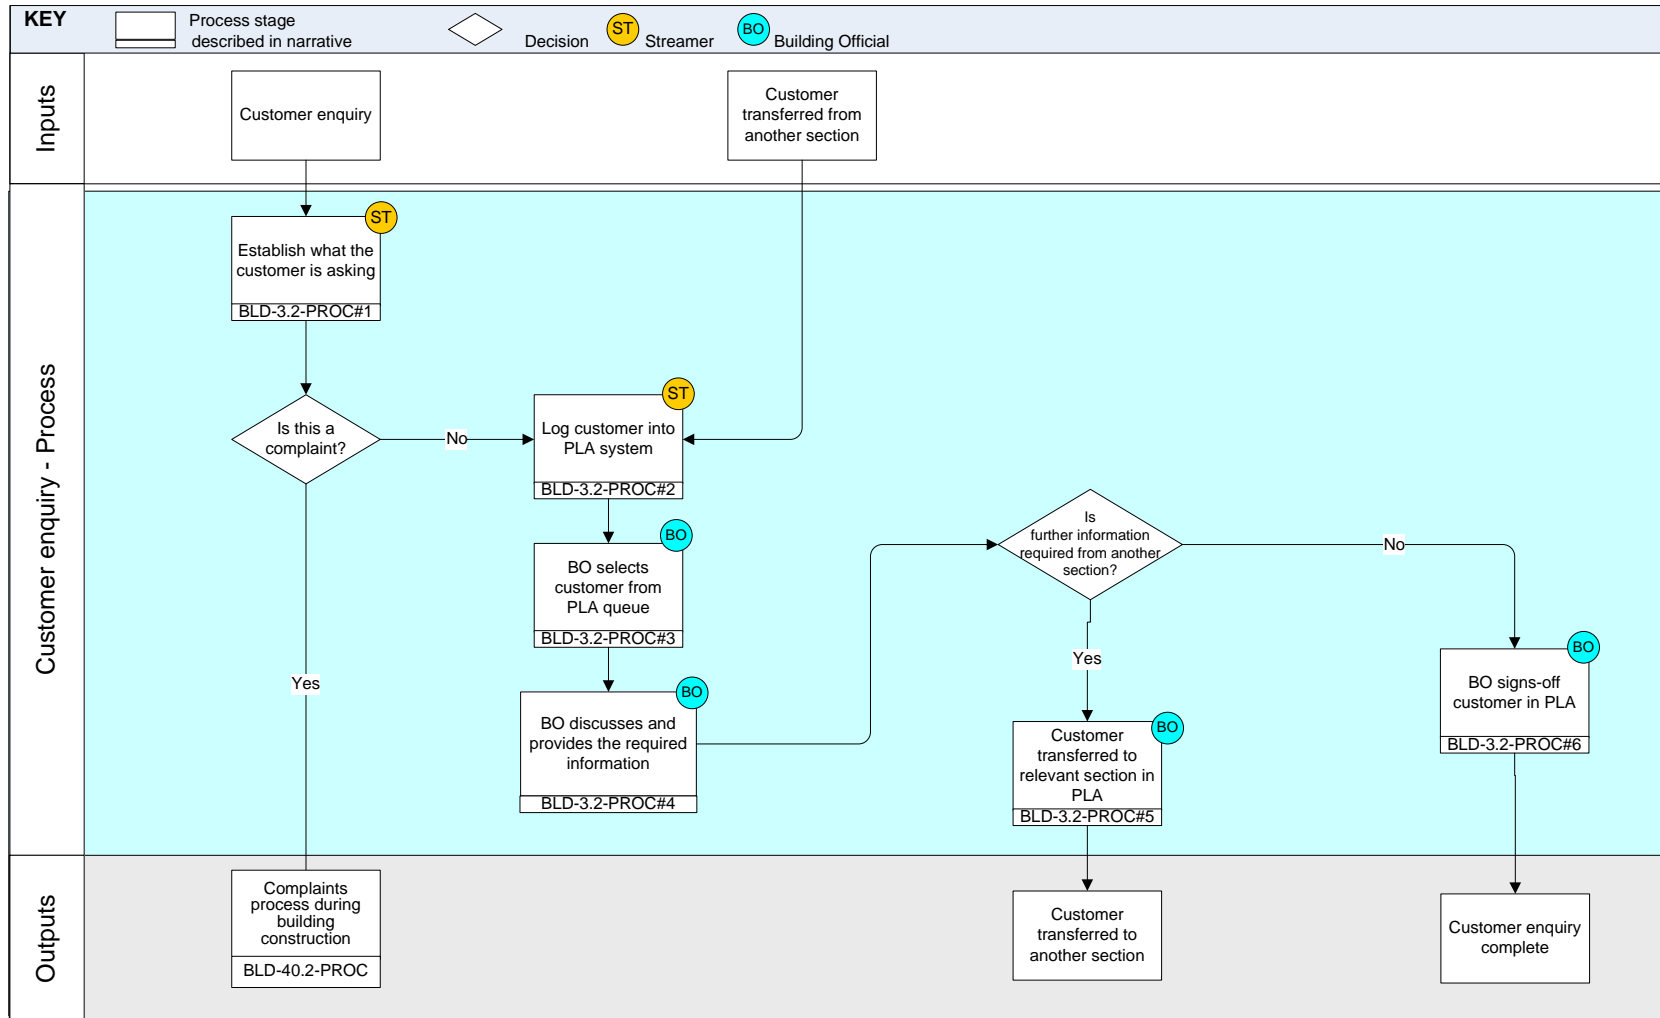 KEY
Process stage
described in narrative
Decision
ST
Streamer
BO
Building Official
Inputs
Customer enquiry
Customer
transferred from
another section
Customer enquiry - Process
ST
Establish what the
customer is asking
BLD-3.2-PROC#1
Is this a
complaint?
No
ST
Log customer into
PLA system
BLD-3.2-PROC#2
BO
BO selects
customer from
PLA queue
BLD-3.2-PROC#3
BO
BO discusses and
provides the required
information
BLD-3.2-PROC#4
Is
further information
required from another
section?
No
Yes
Yes
BO
Customer
transferred to
relevant section in
PLA
BLD-3.2-PROC#5
BO
BO signs-off
customer in PLA
BLD-3.2-PROC#6
Outputs
Complaints
process during
building
construction
BLD-40.2-PROC
Customer
transferred to
another section
Customer enquiry
complete